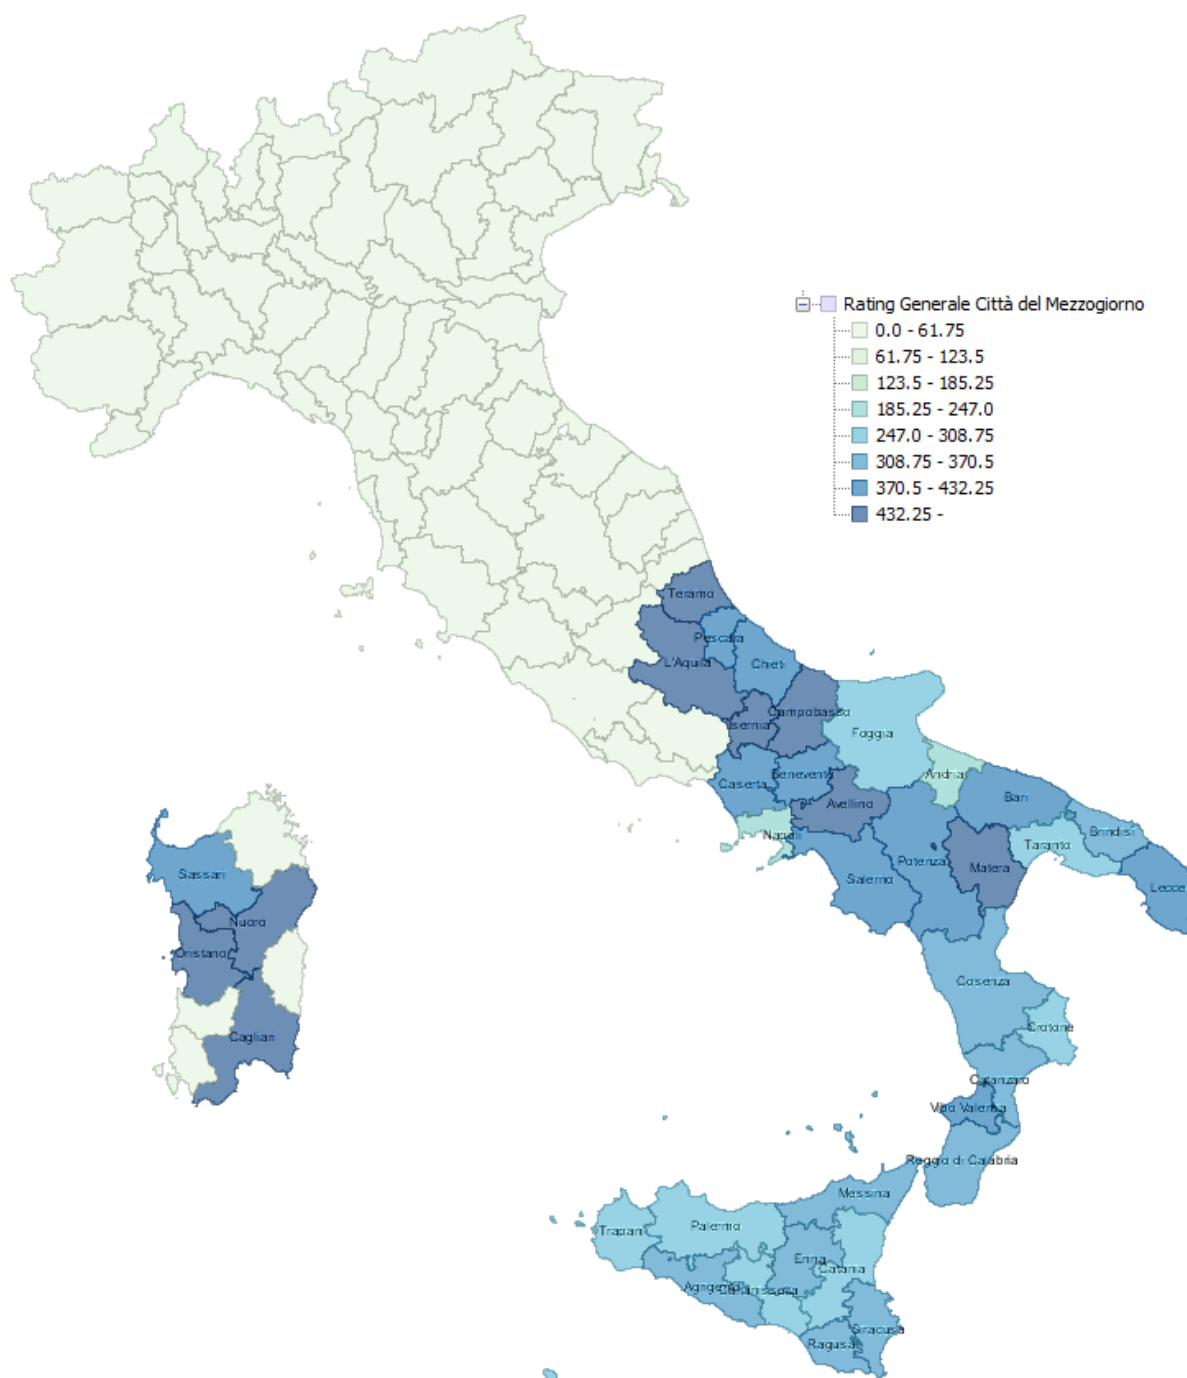 Rating Generale Città del Mezzogiorno
0.0 - 61.75
61.75 - 123.5
123.5 - 185.25
185.25 - 247.0
247.0 - 308.75
308.75 - 370.5
370.5 - 432.25
432.25 -
Teramo
Pescara
L'Aquila
Chieti
Isernia
Campobasso
Foggia
Andria
Caserta
Benevento
Bari
Avellino
Napoli
Brindisi
Taranto
Potenza
Matera
Salerno
Lecce
Sassari
Nuoro
Oristano
Cagliari
Cosenza
Crotone
Catanzaro
Vibo Valentia
Reggio di Calabria
Messina
Trapani
Palermo
Enna
Catania
Agrigento
Caltanissetta
Siracusa
Ragusa